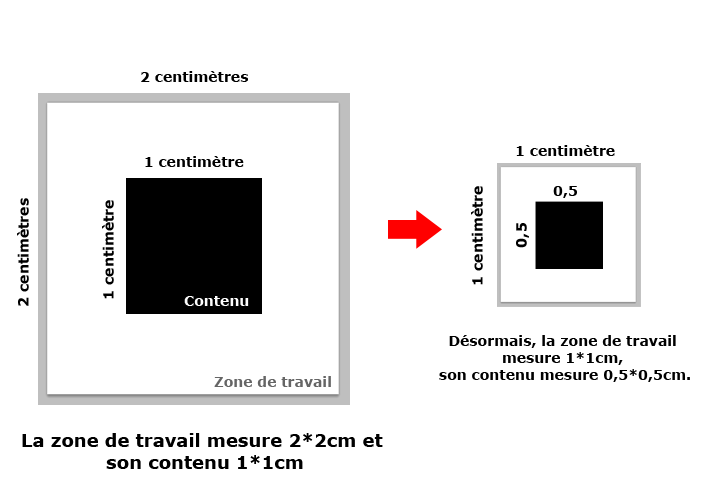 2 centimètres
2 centimètres
1 centimètre
1 centimètre
Contenu
Zone de travail
La zone de travail mesure 2*2cm et
son contenu 1*1cm
1 centimètre
1 centimètre
0,5
0,5
Désormais, la zone de travail
mesure 1*1cm,
son contenu mesure 0,5*0,5cm.